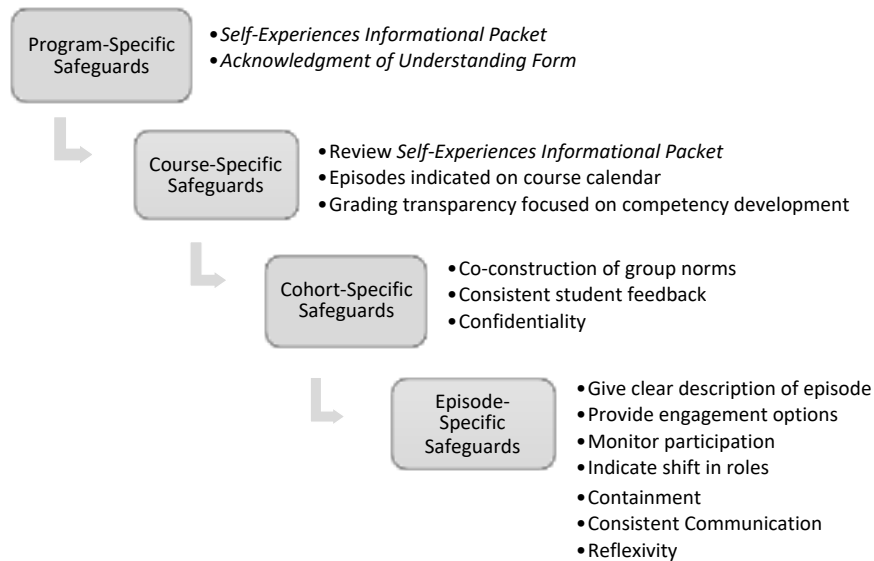 Program-Specific
Safeguards
•Self-Experiences Informational Packet
•Acknowledgment of Understanding Form
Course-Specific
Safeguards
•Review Self-Experiences Informational Packet
•Episodes indicated on course calendar
•Grading transparency focused on competency development
Cohort-Specific
Safeguards
•Co-construction of group norms
•Consistent student feedback
•Confidentiality
Episode-
Specific
Safeguards
•Give clear description of episode
•Provide engagement options
•Monitor participation
•Indicate shift in roles
•Containment
•Consistent Communication
•Reflexivity